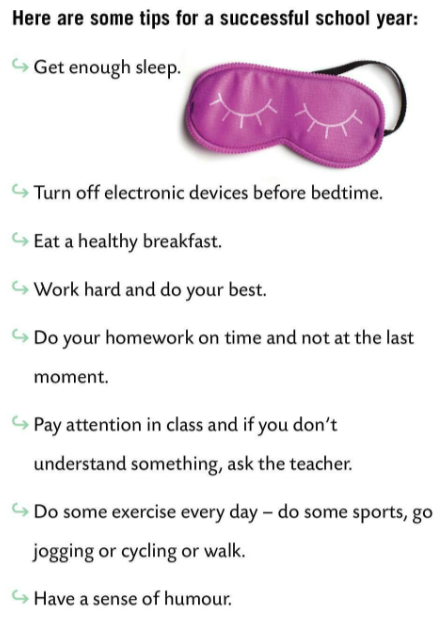 Here are some tips for a successful school year:
Get enough sleep.
Turn off electronic devices before bedtime.
Eat a healthy breakfast.
Work hard and do your best.
Do your homework on time and not at the last
moment.
Pay attention in class and if you don't
understand something, ask the teacher.
Do some exercise every day – do some sports, go
jogging or cycling or walk.
Have a sense of humour.